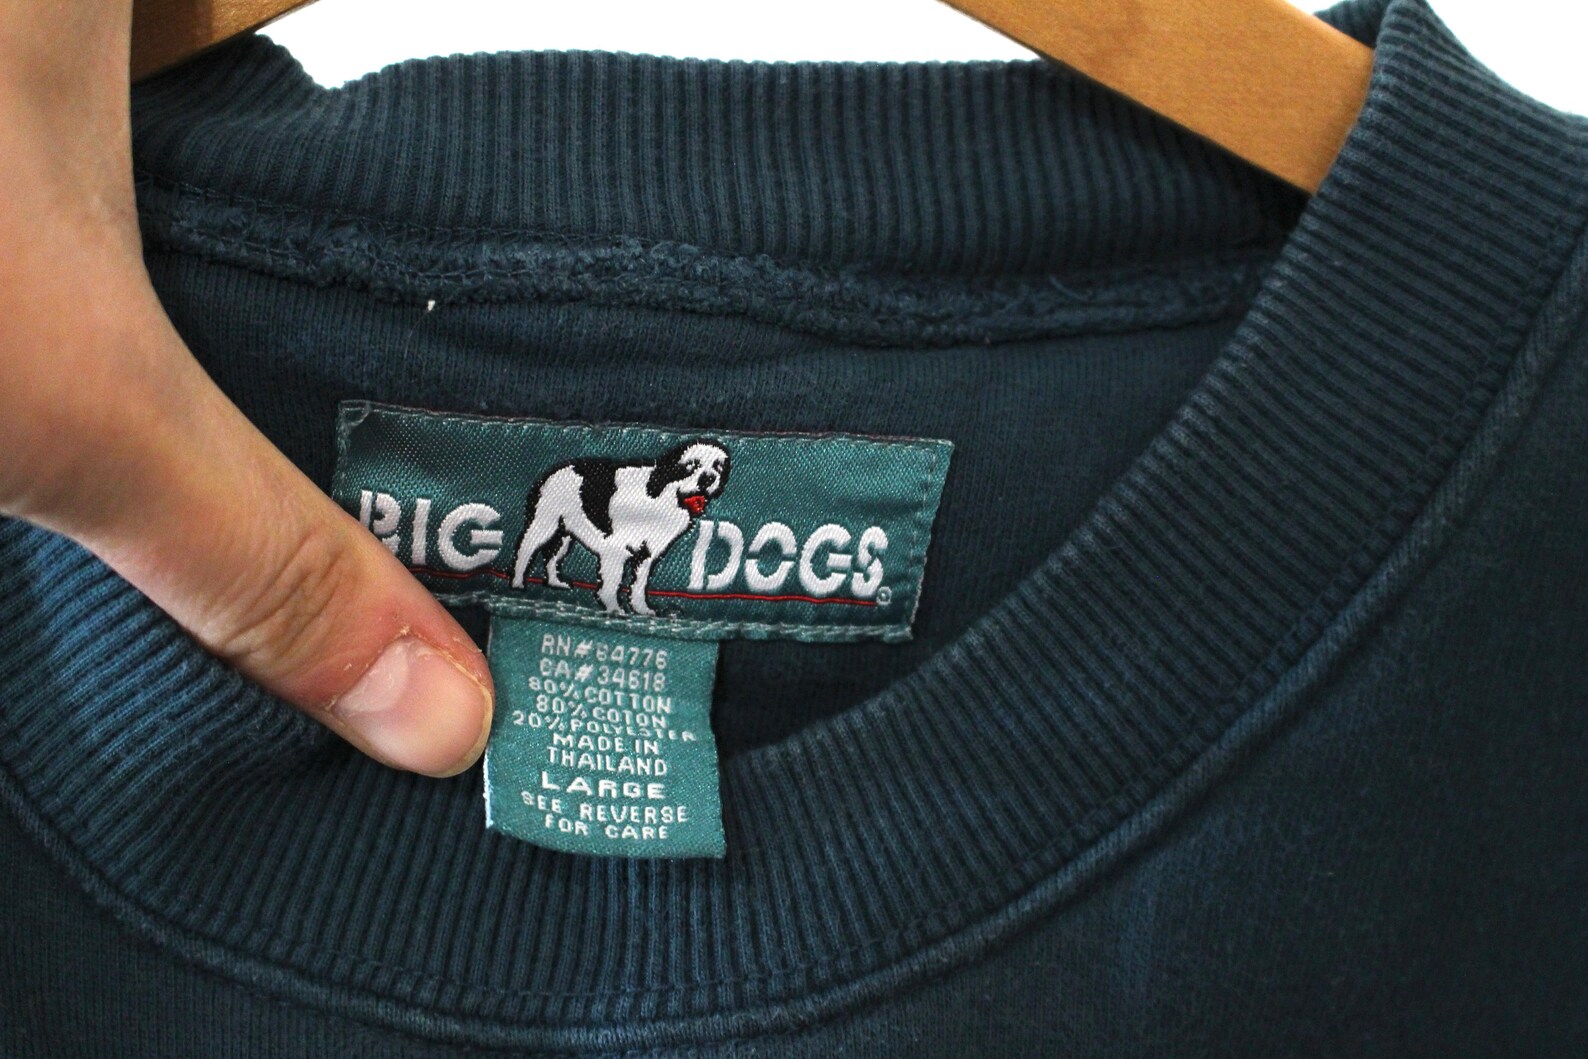 BIG DOGS®
RN#64776
CA#34618
80% COTTON
80% COTON
20% POLYESTER
MADE IN
THAILAND
LARGE
SEE REVERSE
FOR CARE